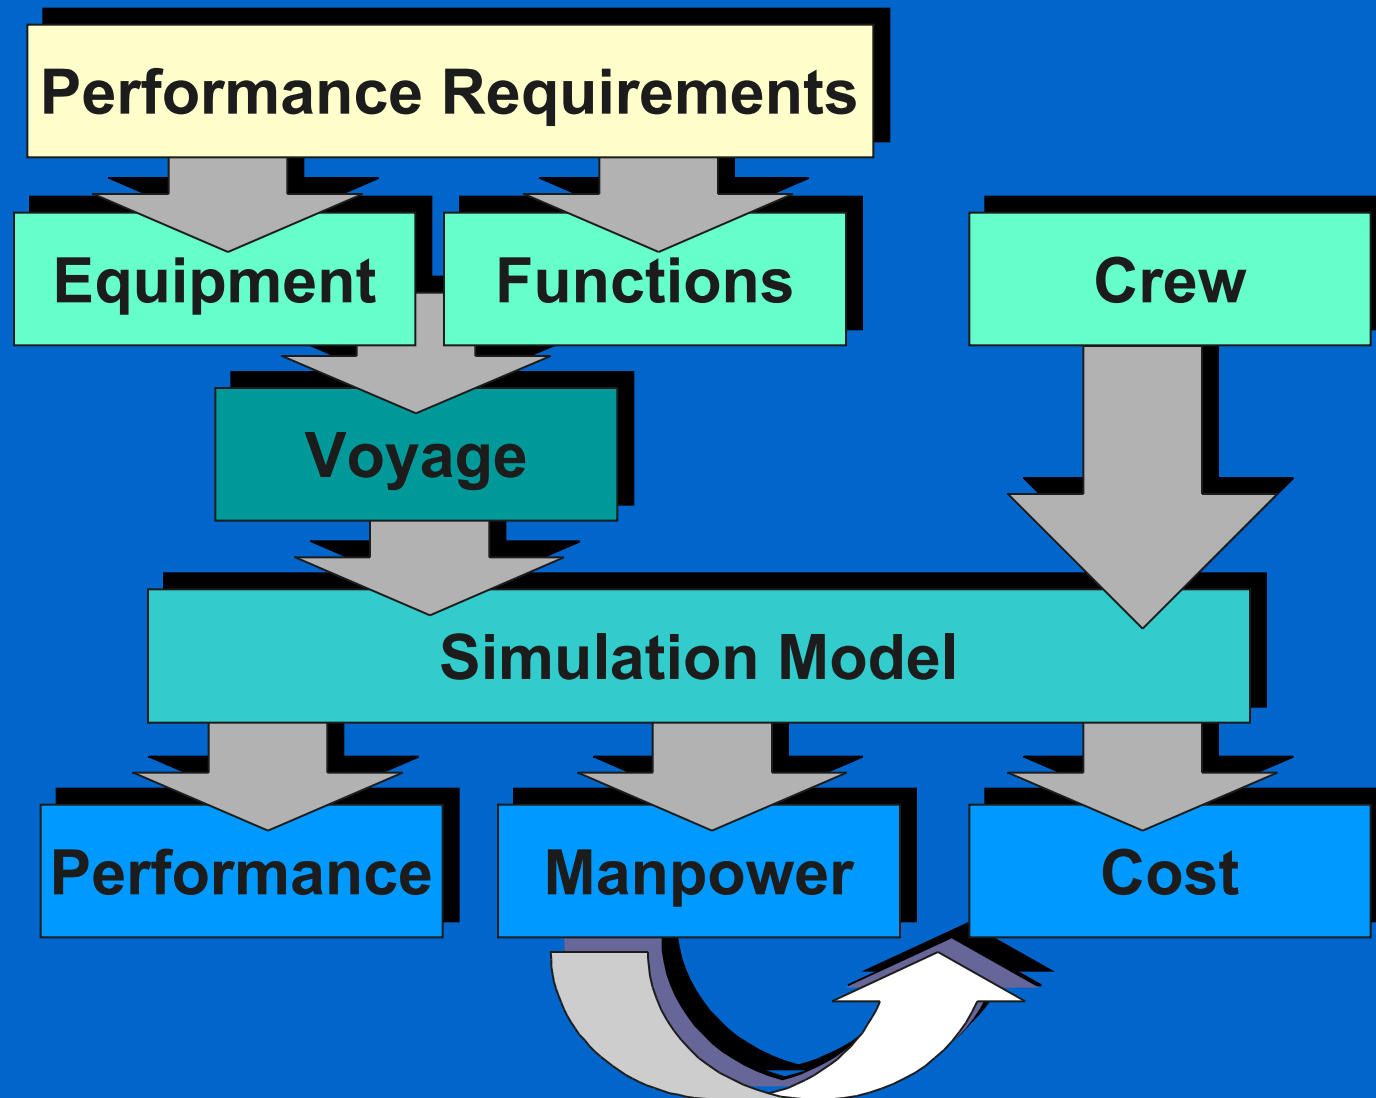 Performance Requirements
Equipment
Functions
Crew
Voyage
Simulation Model
Performance
Manpower
Cost